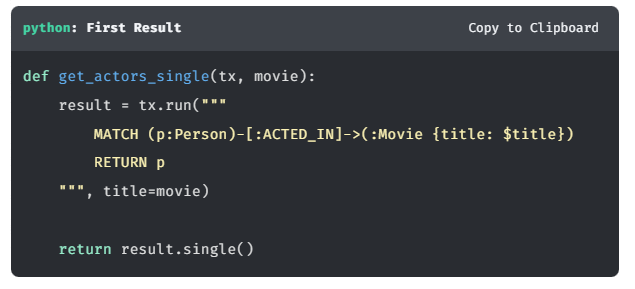 python: First Result
Copy to Clipboard
def get_actors_single(tx, movie):
    result = tx.run("""
        MATCH (p:Person)-[:ACTED_IN]->(:Movie {title: $title})
        RETURN p
    """, title=movie)

    return result.single()